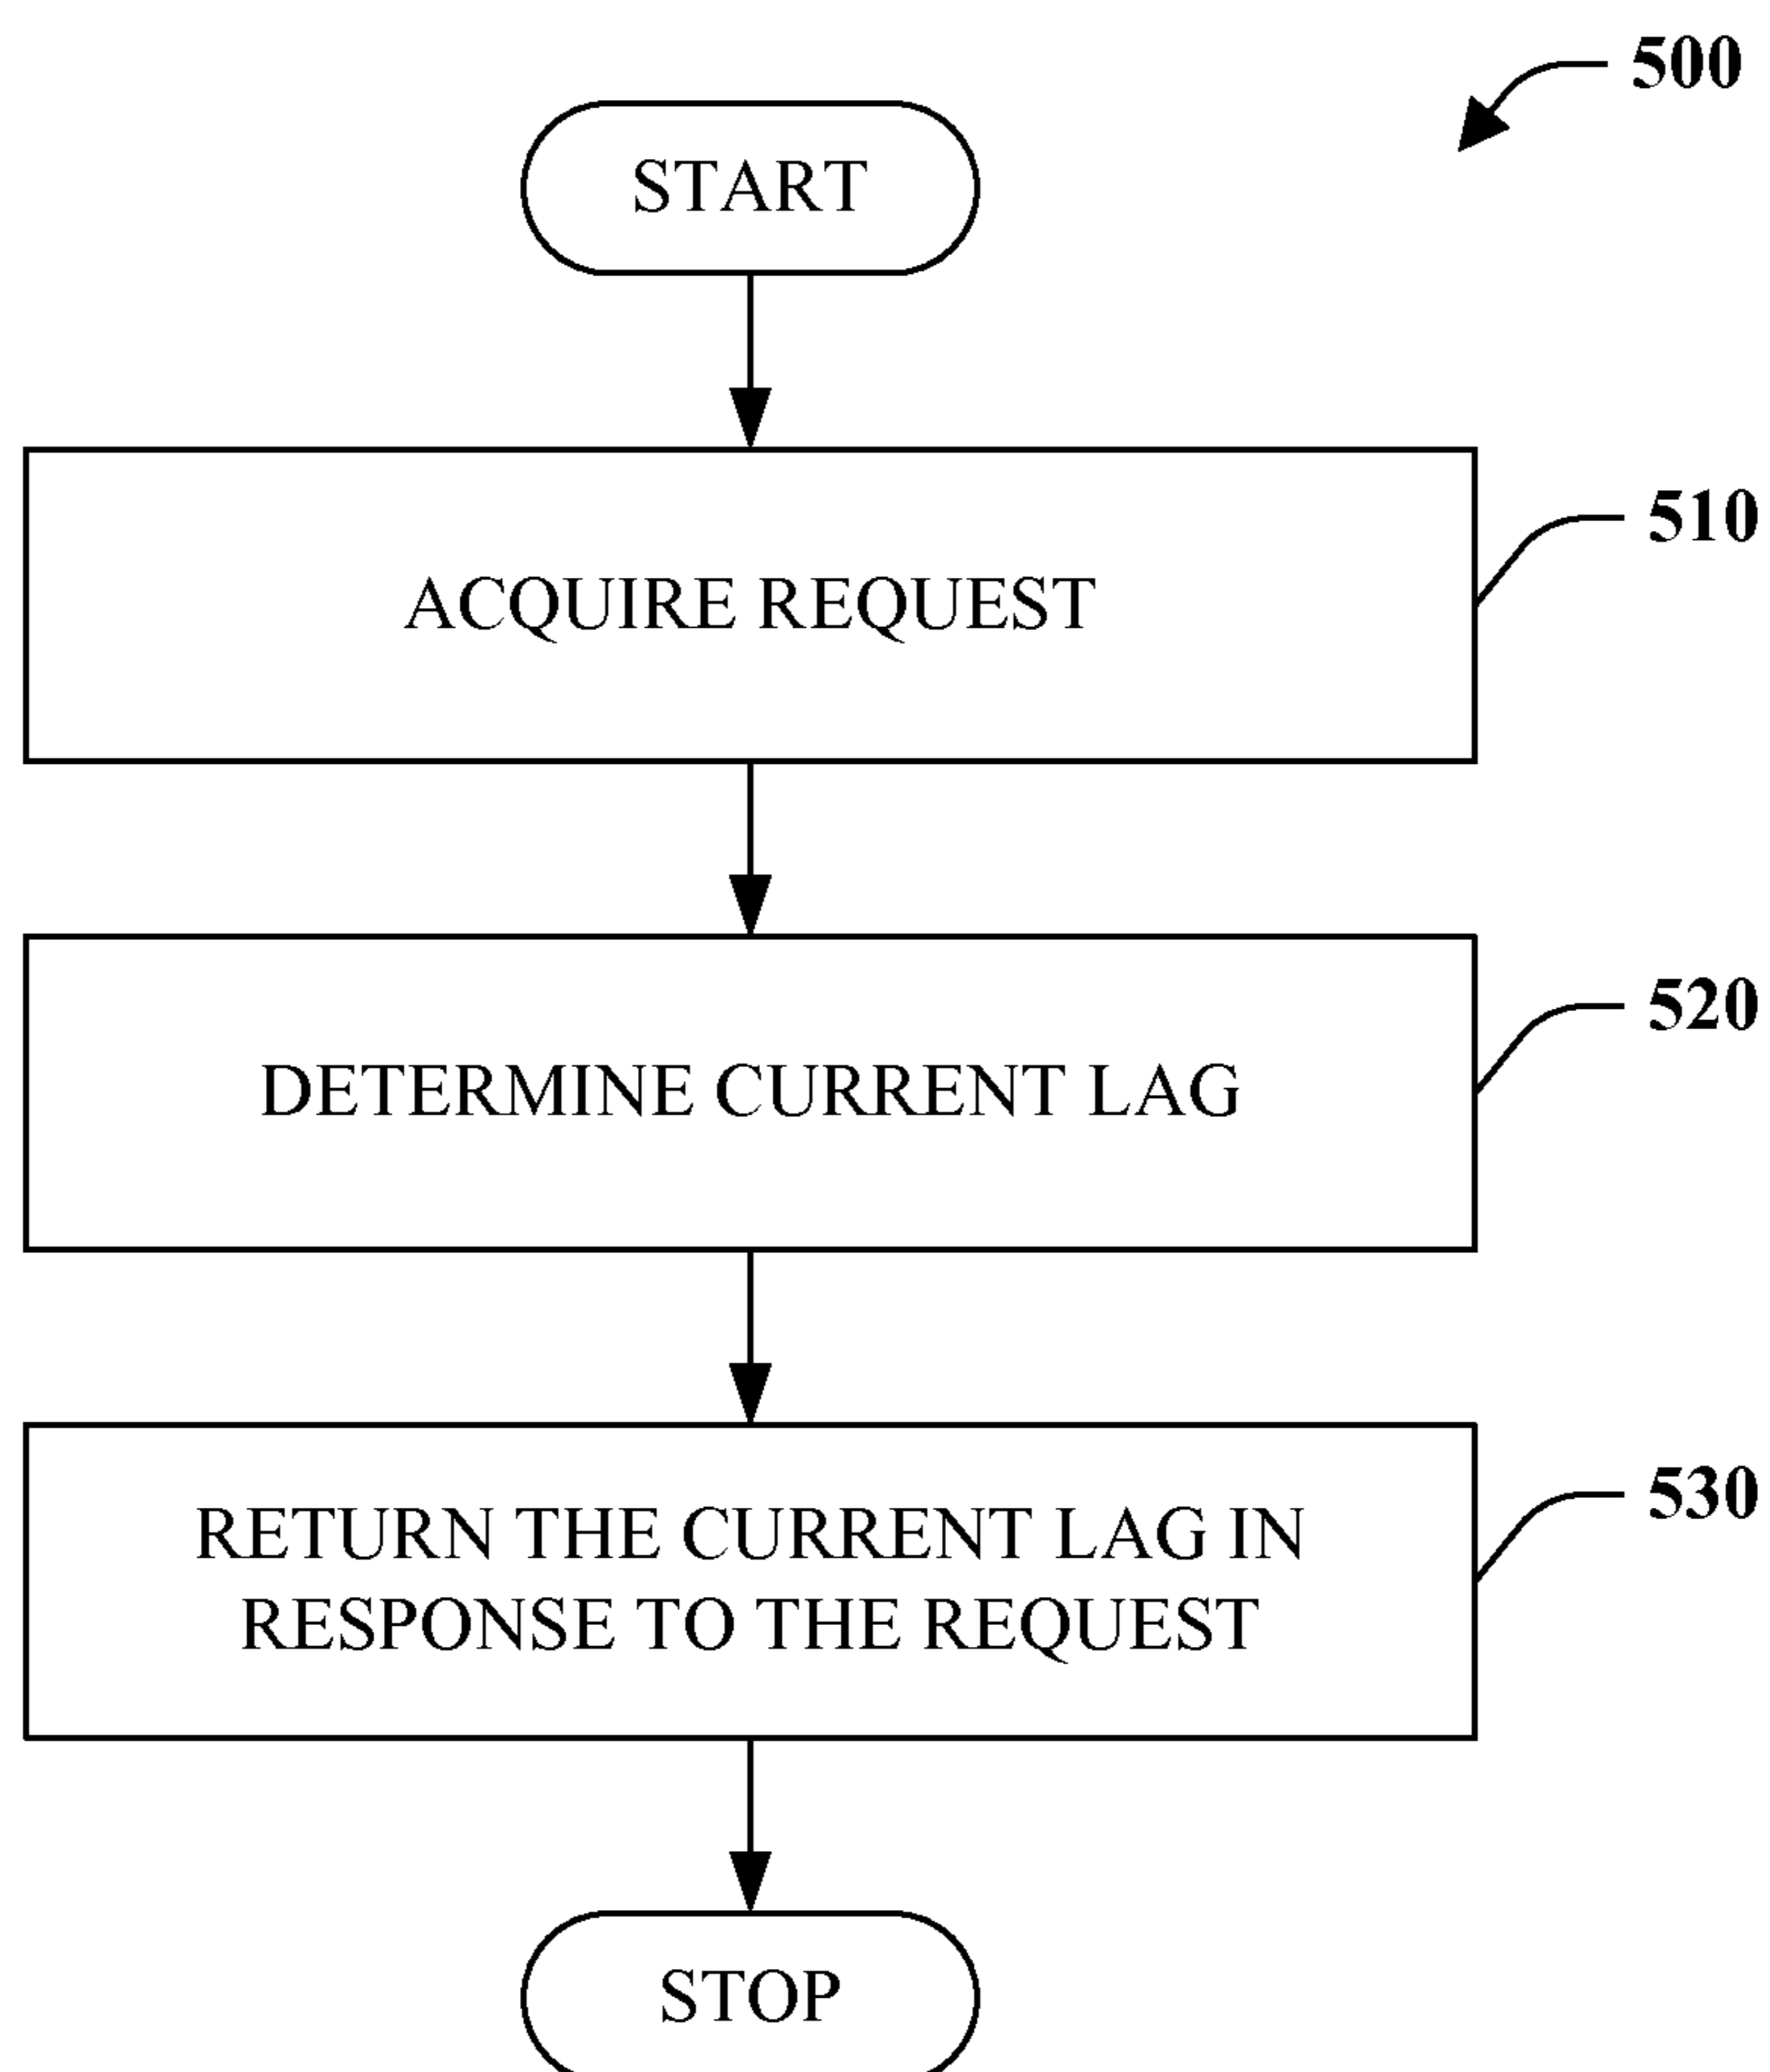 500
START
510
ACQUIRE REQUEST
520
DETERMINE CURRENT LAG
530
RETURN THE CURRENT LAG IN
RESPONSE TO THE REQUEST
STOP